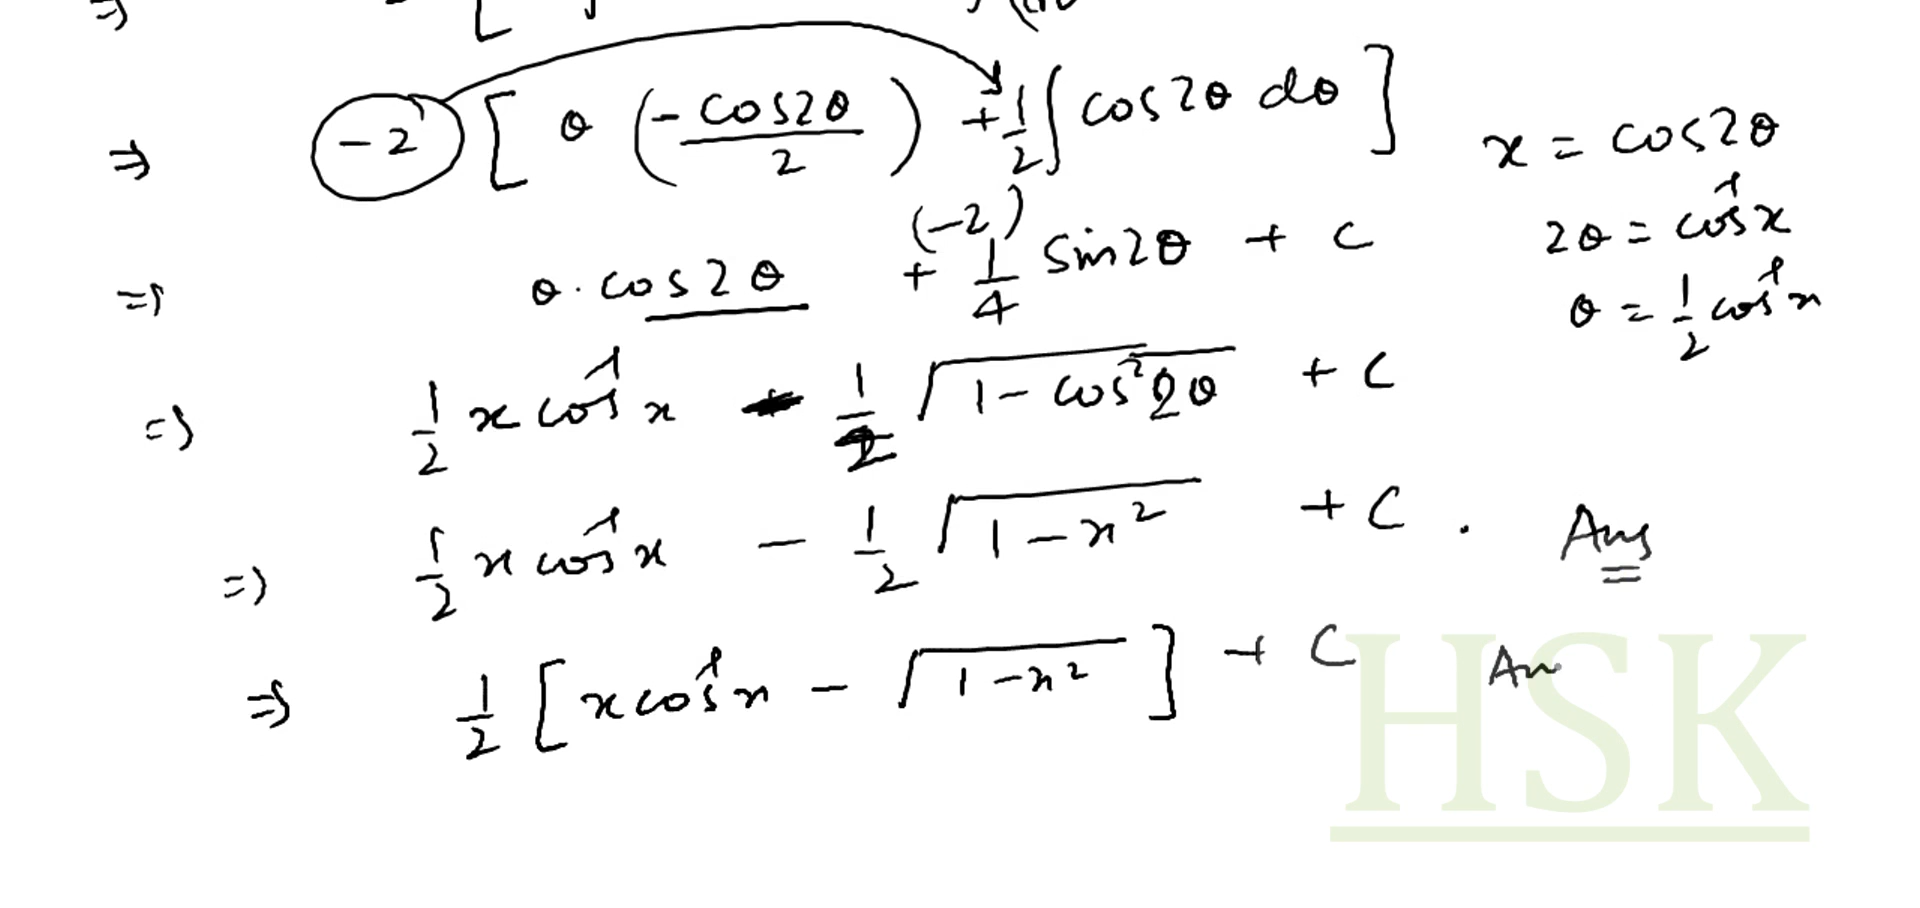 ⇒ -2 [ θ ( -cos2θ / 2 ) + 1/2 ∫ cos2θ dθ ]
x = cos2θ
(-2)
⇒ θ · cos2θ + 1/4 sin2θ + c
2θ = cos⁻¹x
θ = 1/2 cos⁻¹x
⇒ 1/2 x cos⁻¹x - 1/2 √(1 - cos²2θ) + C
⇒ 1/2 x cos⁻¹x - 1/2 √(1 - x²) + C . Ans
⇒ 1/2 [ x cos⁻¹x - √(1 - x²) ] + C An
HSK